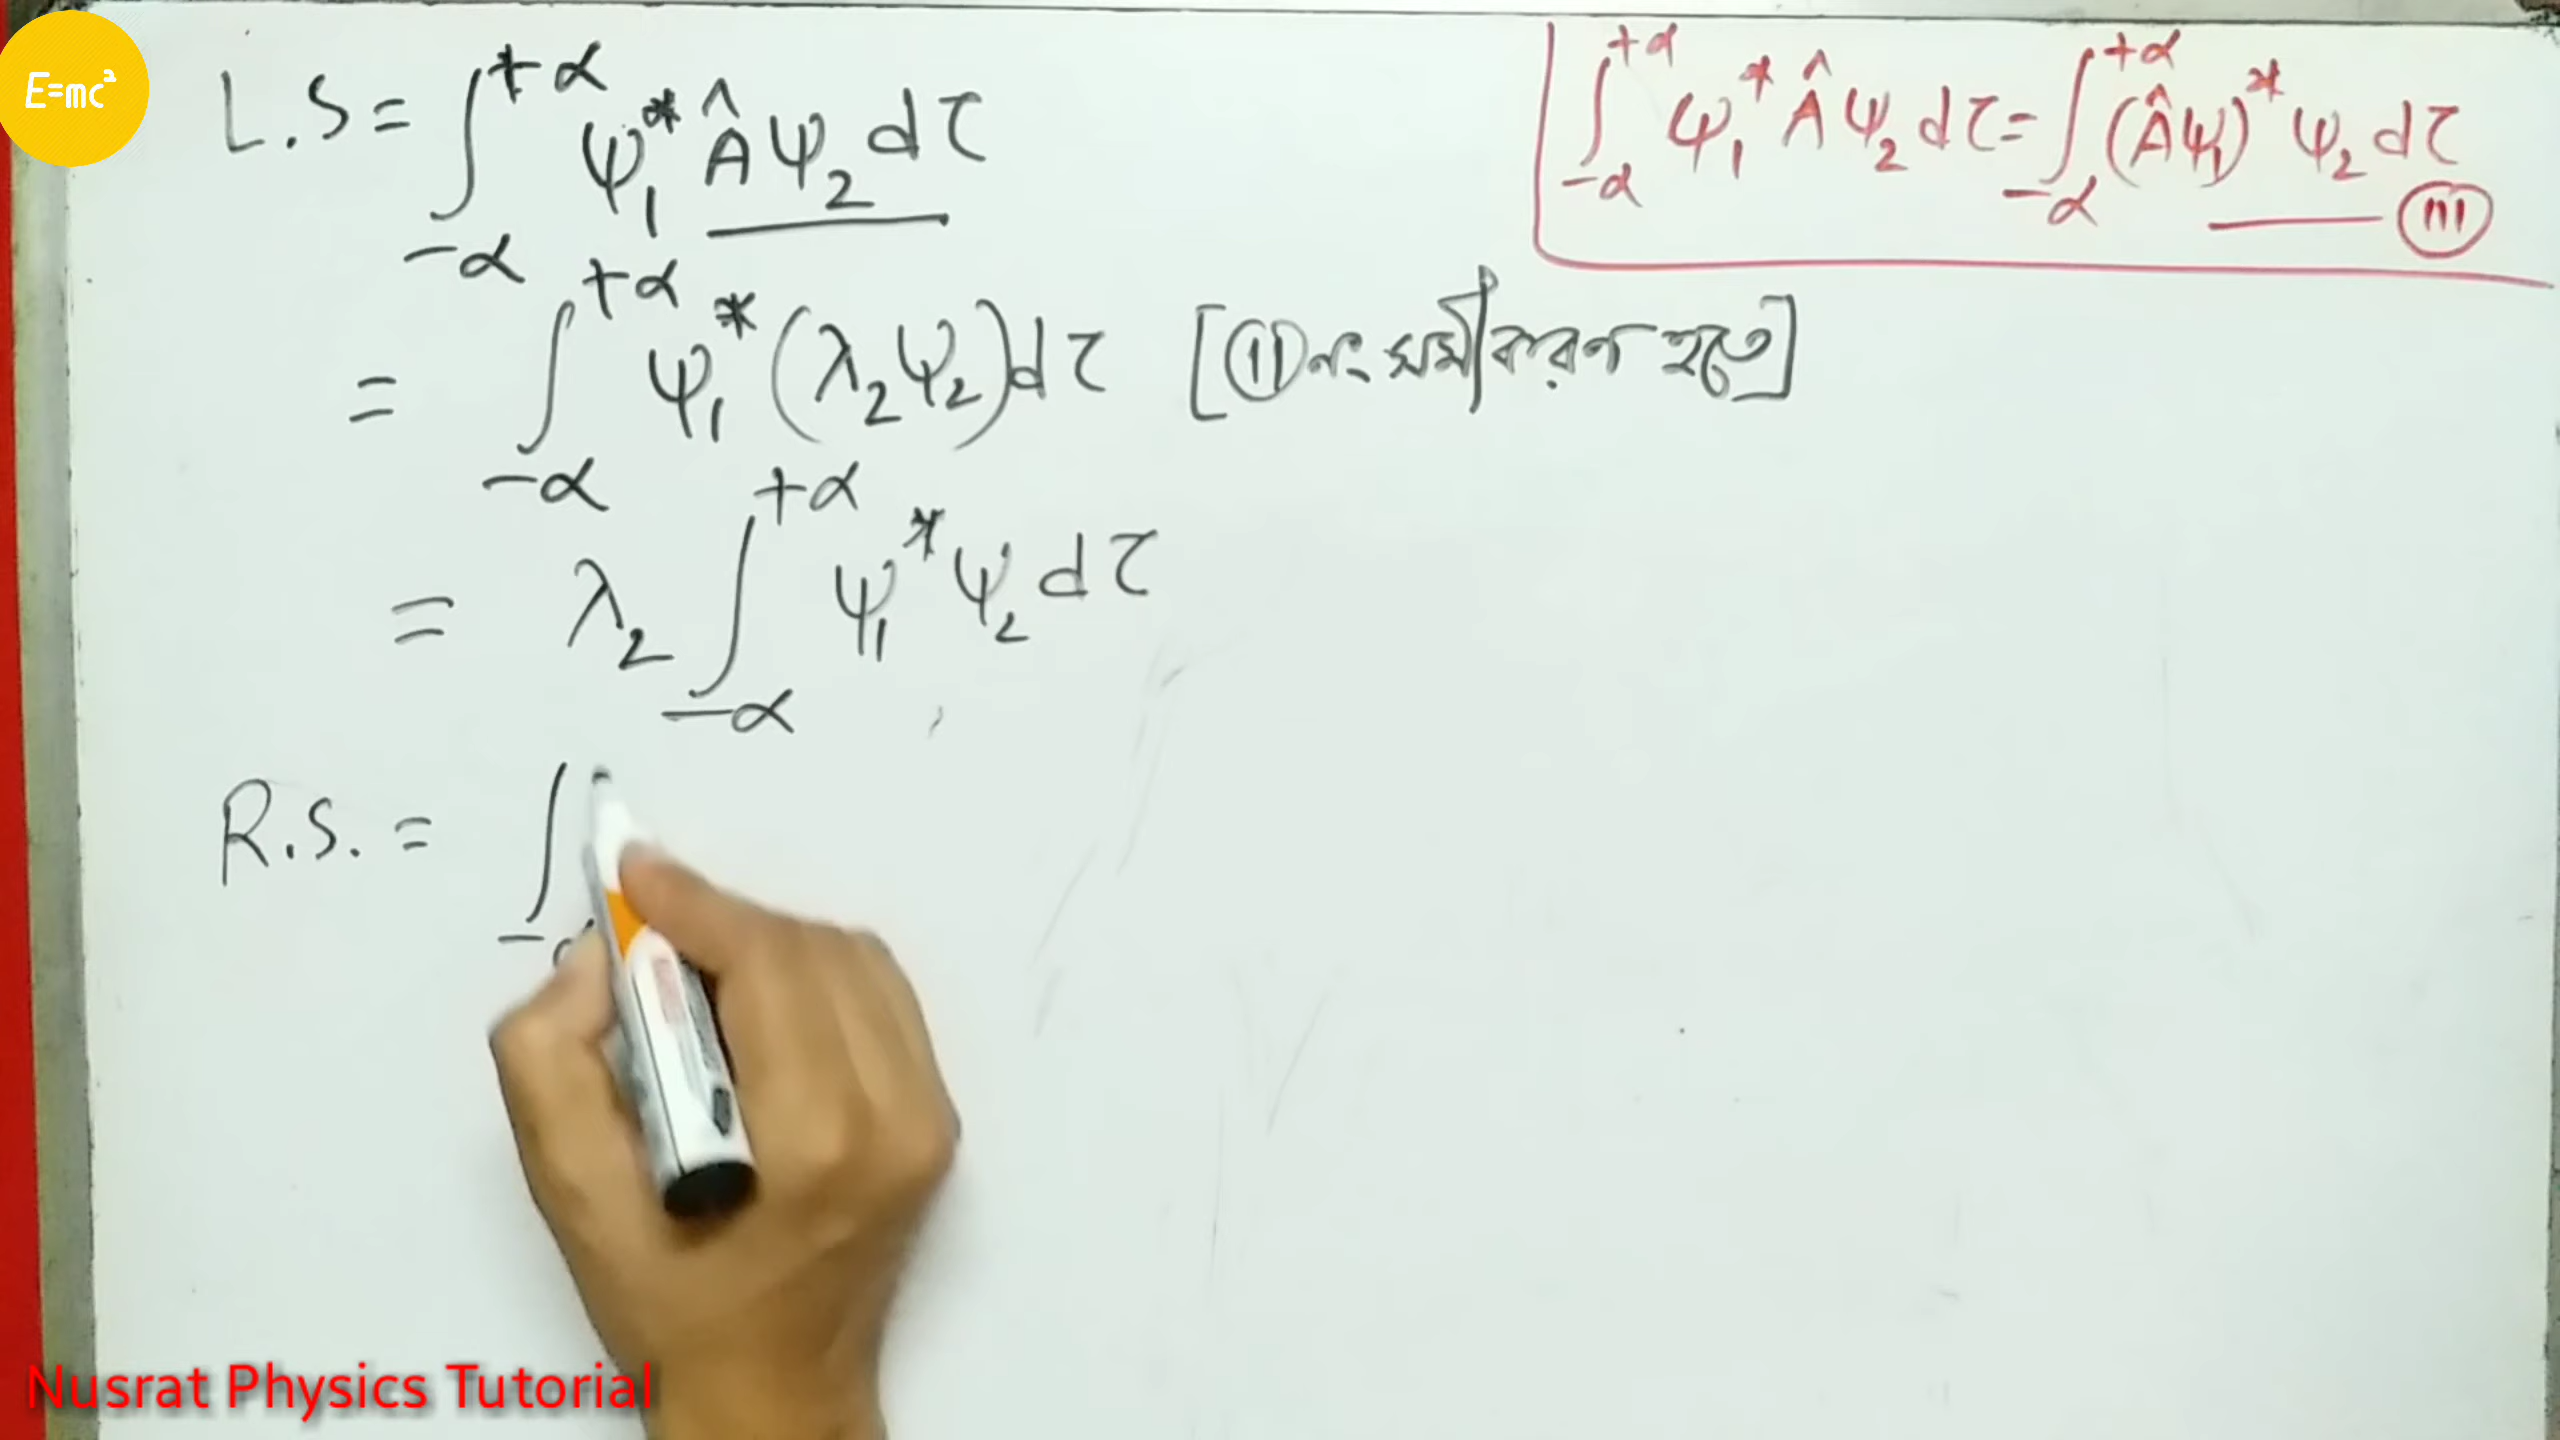 E=mc²
L.S = ∫_{-α}^{+α} ψ₁* Â ψ₂ dτ
∫_{-α}^{+α} ψ₁* Â ψ₂ dτ = ∫_{-α}^{+α} (Âψ₁)* ψ₂ dτ
(iii)
= ∫_{-α}^{+α} ψ₁* (λ₂ψ₂) dτ [(ii) নং সমীকরণ হতে]
= λ₂ ∫_{-α}^{+α} ψ₁* ψ₂ dτ
R.S. = ∫_{-α}
Nusrat Physics Tutorial